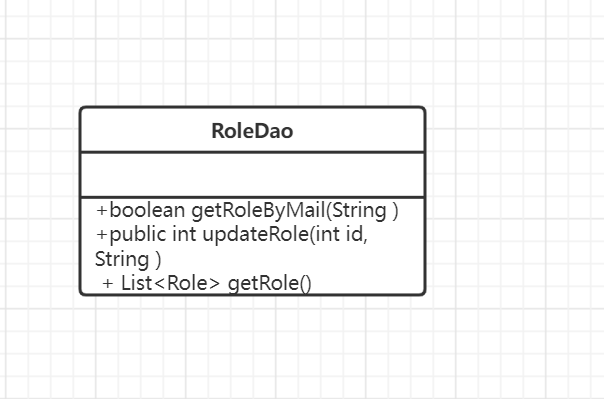 RoleDao
+boolean getRoleByMail(String )
+public int updateRole(int id,
String )
+ List<Role> getRole()